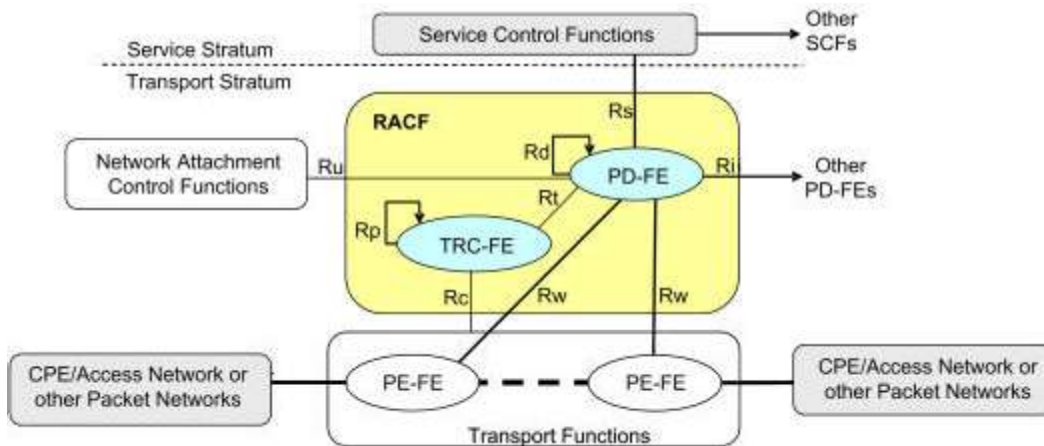 Service Control Functions
Other
SCFs
Service Stratum
Transport Stratum
RACF
Rs
Network Attachment
Control Functions
Ru
Rd
PD-FE
Ri
Other
PD-FEs
Rt
Rp
TRC-FE
Rc
Rw
Rw
CPE/Access Network or
other Packet Networks
PE-FE
PE-FE
CPE/Access Network or
other Packet Networks
Transport Functions